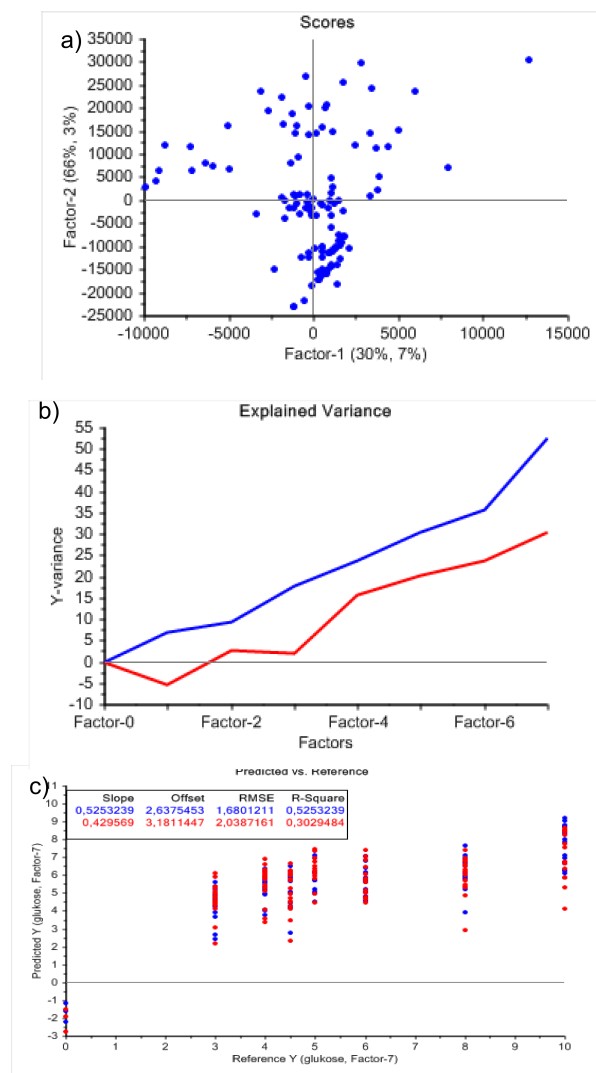 a)
Scores
35000
30000
25000
20000
15000
10000
5000
0
-5000
-10000
-15000
-20000
-25000
Factor-2 (66%, 3%)
-10000 -5000 0 5000 10000 15000
Factor-1 (30%, 7%)
b)
Explained Variance
55
50
45
40
35
30
25
20
15
10
5
0
-5
-10
Y-variance
Factor-0 Factor-2 Factor-4 Factor-6
Factors
c)
Predicted vs. Reference
Slope Offset RMSE R-Square
0,5253239 2,6375453 1,6801211 0,5253239
0,429569 3,1811447 2,0387161 0,3029484
11
10
9
8
7
6
5
4
3
2
1
0
-1
-2
-3
Predicted Y (glukose, Factor-7)
0 1 2 3 4 5 6 7 8 9 10
Reference Y (glukose, Factor-7)